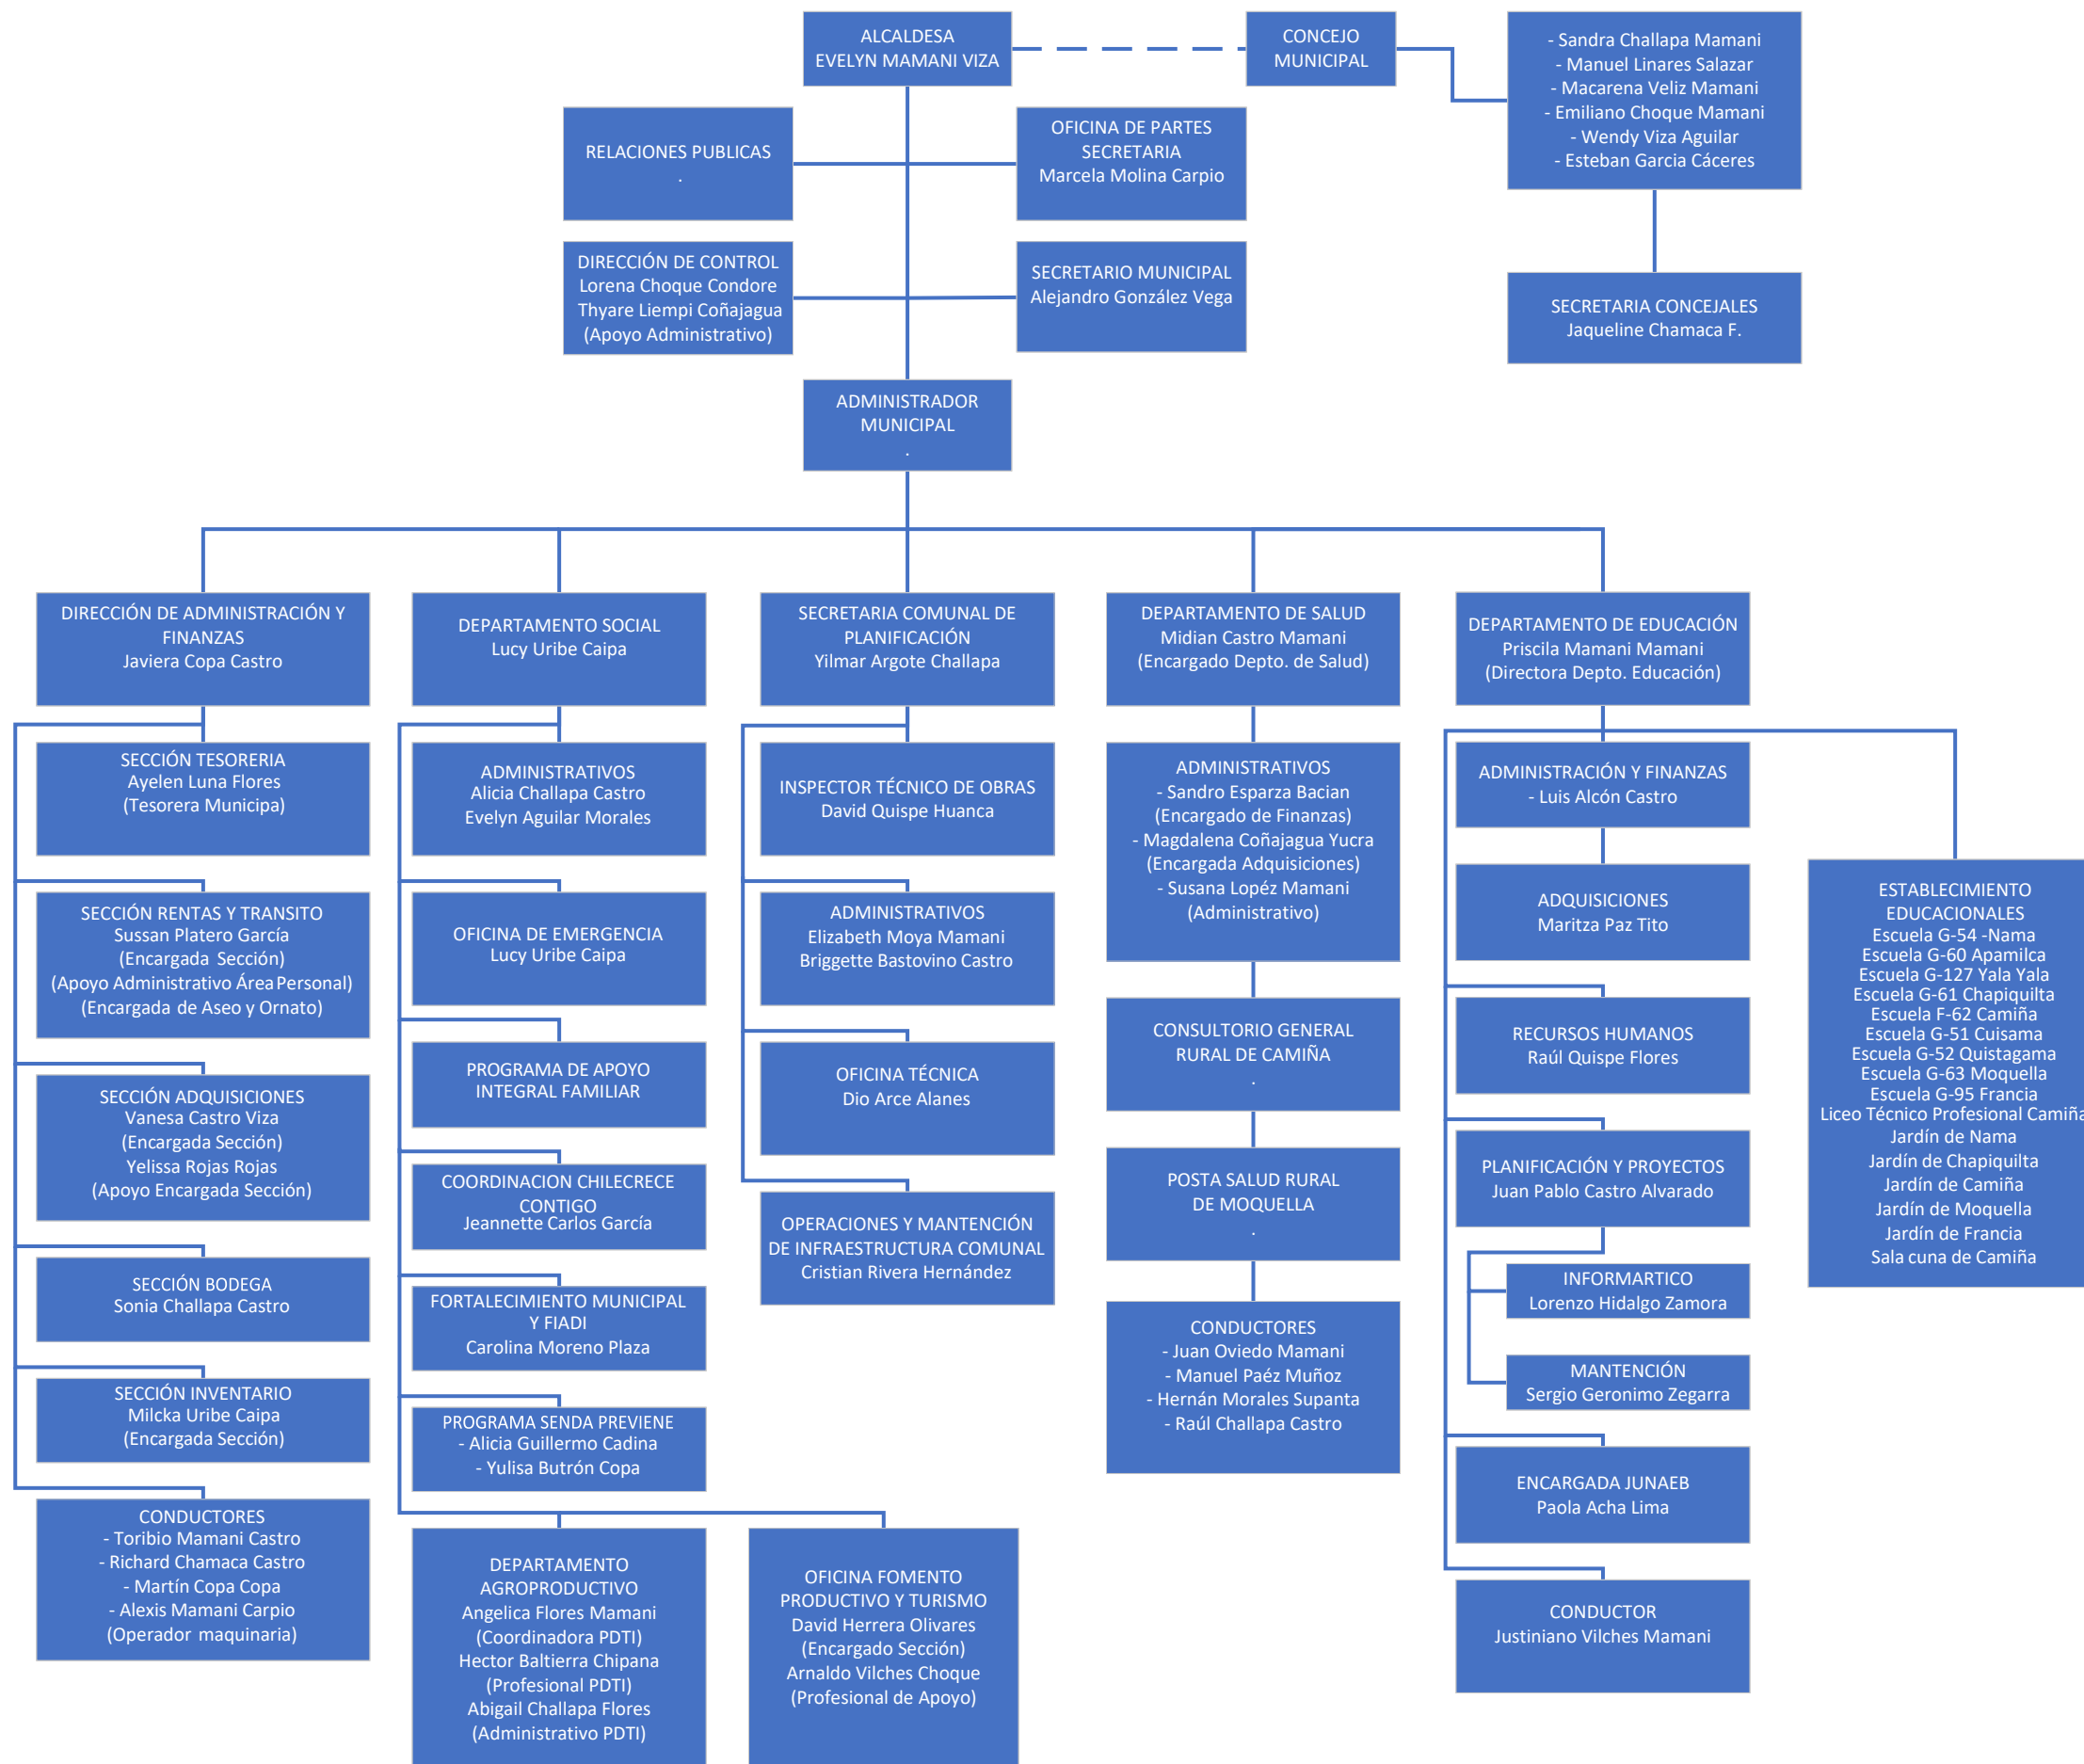 ALCALDESA
EVELYN MAMANI VIZA
CONCEJO
MUNICIPAL
- Sandra Challapa Mamani
- Manuel Linares Salazar
- Macarena Veliz Mamani
- Emiliano Choque Mamani
- Wendy Viza Aguilar
- Esteban Garcia Cáceres
RELACIONES PUBLICAS
.
OFICINA DE PARTES
SECRETARIA
Marcela Molina Carpio
DIRECCIÓN DE CONTROL
Lorena Choque Condore
Thyare Liempi Coñajagua
(Apoyo Administrativo)
SECRETARIO MUNICIPAL
Alejandro González Vega
SECRETARIA CONCEJALES
Jaqueline Chamaca F.
ADMINISTRADOR
MUNICIPAL
.
DIRECCIÓN DE ADMINISTRACIÓN Y
FINANZAS
Javiera Copa Castro
SECCIÓN TESORERIA
Ayelen Luna Flores
(Tesorera Municipa)
SECCIÓN RENTAS Y TRANSITO
Sussan Platero García
(Encargada Sección)
(Apoyo Administrativo Área Personal)
(Encargada de Aseo y Ornato)
SECCIÓN ADQUISICIONES
Vanesa Castro Viza
(Encargada Sección)
Yelissa Rojas Rojas
(Apoyo Encargada Sección)
SECCIÓN BODEGA
Sonia Challapa Castro
SECCIÓN INVENTARIO
Milcka Uribe Caipa
(Encargada Sección)
CONDUCTORES
- Toribio Mamani Castro
- Richard Chamaca Castro
- Martín Copa Copa
- Alexis Mamani Carpio
(Operador maquinaria)
DEPARTAMENTO SOCIAL
Lucy Uribe Caipa
ADMINISTRATIVOS
Alicia Challapa Castro
Evelyn Aguilar Morales
OFICINA DE EMERGENCIA
Lucy Uribe Caipa
PROGRAMA DE APOYO
INTEGRAL FAMILIAR
COORDINACION CHILECRECE
CONTIGO
Jeannette Carlos García
FORTALECIMIENTO MUNICIPAL
Y FIADI
Carolina Moreno Plaza
PROGRAMA SENDA PREVIENE
- Alicia Guillermo Cadina
- Yulisa Butrón Copa
DEPARTAMENTO
AGROPRODUCTIVO
Angelica Flores Mamani
(Coordinadora PDTI)
Hector Baltierra Chipana
(Profesional PDTI)
Abigail Challapa Flores
(Administrativo PDTI)
OFICINA FOMENTO
PRODUCTIVO Y TURISMO
David Herrera Olivares
(Encargado Sección)
Arnaldo Vilches Choque
(Profesional de Apoyo)
SECRETARIA COMUNAL DE
PLANIFICACIÓN
Yilmar Argote Challapa
INSPECTOR TÉCNICO DE OBRAS
David Quispe Huanca
ADMINISTRATIVOS
Elizabeth Moya Mamani
Briggette Bastovino Castro
OFICINA TÉCNICA
Dio Arce Alanes
OPERACIONES Y MANTENCIÓN
DE INFRAESTRUCTURA COMUNAL
Cristian Rivera Hernández
DEPARTAMENTO DE SALUD
Midian Castro Mamani
(Encargado Depto. de Salud)
ADMINISTRATIVOS
- Sandro Esparza Bacian
(Encargado de Finanzas)
- Magdalena Coñajagua Yucra
(Encargada Adquisiciones)
- Susana Lopéz Mamani
(Administrativo)
CONSULTORIO GENERAL
RURAL DE CAMIÑA
.
POSTA SALUD RURAL
DE MOQUELLA
.
CONDUCTORES
- Juan Oviedo Mamani
- Manuel Paéz Muñoz
- Hernán Morales Supanta
- Raúl Challapa Castro
DEPARTAMENTO DE EDUCACIÓN
Priscila Mamani Mamani
(Directora Depto. Educación)
ADMINISTRACIÓN Y FINANZAS
- Luis Alcón Castro
ADQUISICIONES
Maritza Paz Tito
RECURSOS HUMANOS
Raúl Quispe Flores
PLANIFICACIÓN Y PROYECTOS
Juan Pablo Castro Alvarado
INFORMARTICO
Lorenzo Hidalgo Zamora
MANTENCIÓN
Sergio Geronimo Zegarra
ENCARGADA JUNAEB
Paola Acha Lima
CONDUCTOR
Justiniano Vilches Mamani
ESTABLECIMIENTO
EDUCACIONALES
Escuela G-54 -Nama
Escuela G-60 Apamilca
Escuela G-127 Yala Yala
Escuela G-61 Chapiquilta
Escuela F-62 Camiña
Escuela G-51 Cuisama
Escuela G-52 Quistagama
Escuela G-63 Moquella
Escuela G-95 Francia
Liceo Técnico Profesional Camiña
Jardín de Nama
Jardín de Chapiquilta
Jardín de Camiña
Jardín de Moquella
Jardín de Francia
Sala cuna de Camiña